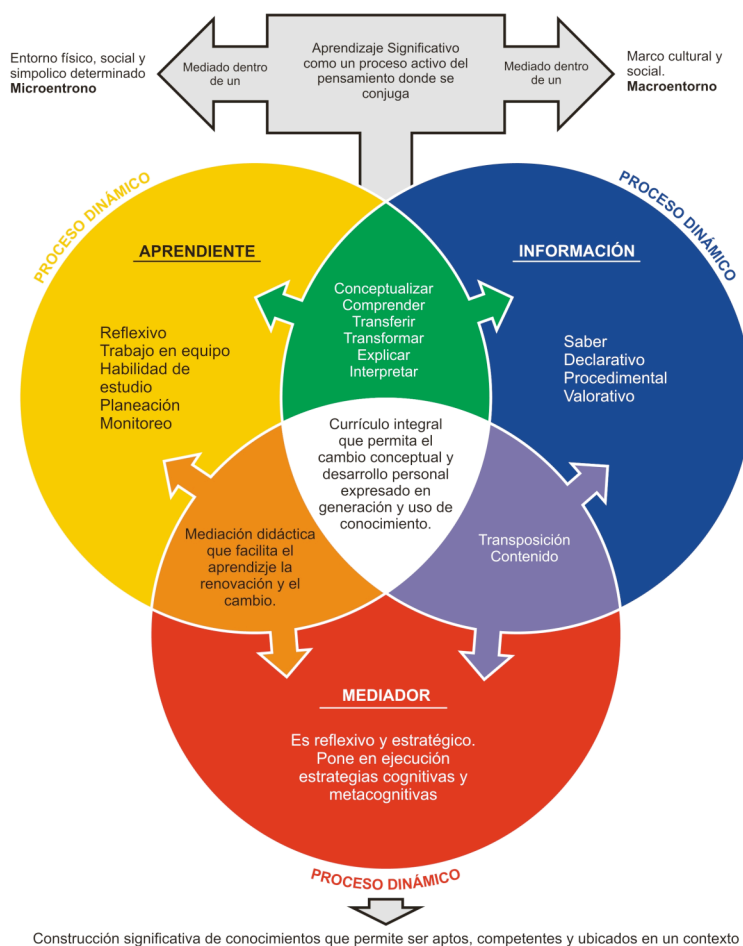 Entorno físico, social y
simpolico determinado
Microentrono
Mediado dentro
de un
Aprendizaje Significativo
como un proceso activo del
pensamiento donde se
conjuga
Mediado dentro
de un
Marco cultural y
social.
Macroentorno
PROCESO DINÁMICO
PROCESO DINÁMICO
APRENDIENTE
INFORMACIÓN
Conceptualizar
Comprender
Transferir
Transformar
Explicar
Interpretar
Reflexivo
Trabajo en equipo
Habilidad de
estudio
Planeación
Monitoreo
Saber
Declarativo
Procedimental
Valorativo
Currículo integral
que permita el
cambio conceptual y
desarrollo personal
expresado en
generación y uso de
conocimiento.
Mediación didáctica
que facilita el
aprendizje la
renovación y el
cambio.
Transposición
Contenido
MEDIADOR
Es reflexivo y estratégico.
Pone en ejecución
estrategias cognitivas y
metacognitivas
PROCESO DINÁMICO
Construcción significativa de conocimientos que permite ser aptos, competentes y ubicados en un contexto